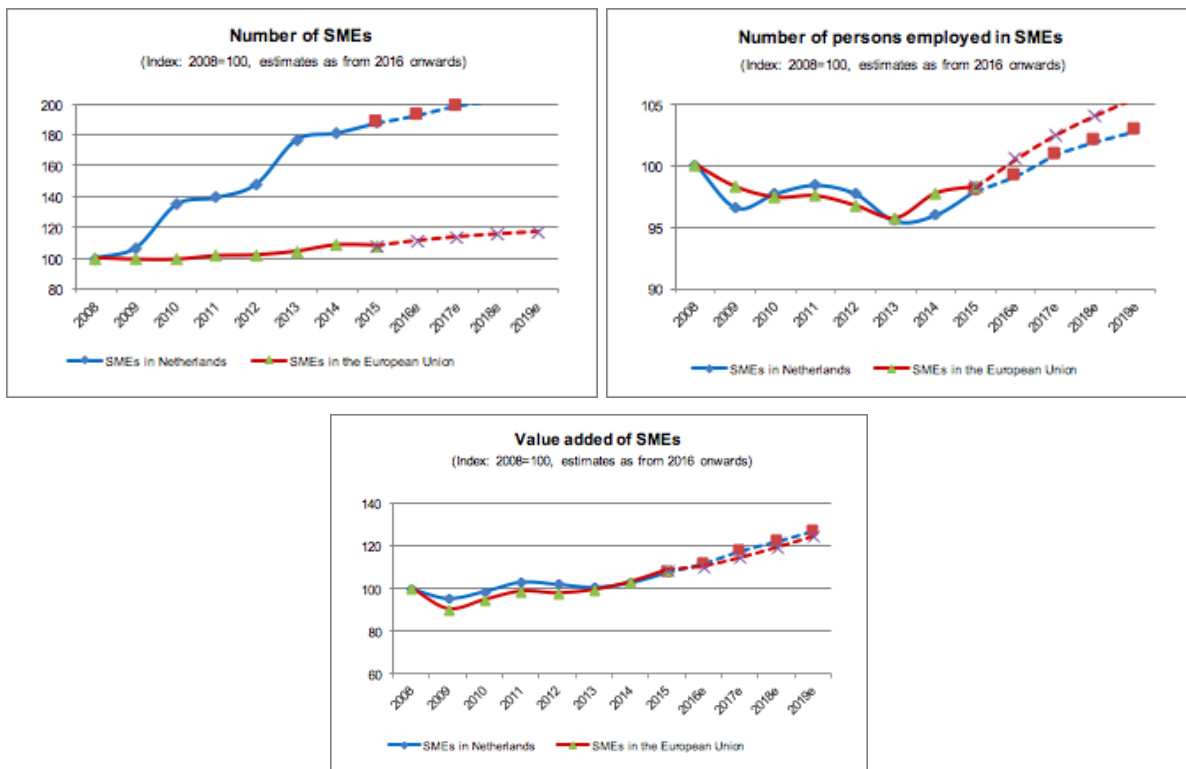 Number of SMEs
(Index: 2008=100, estimates as from 2016 onwards)
200
180
160
140
120
100
80
2008 2009 2010 2011 2012 2013 2014 2015 2016e 2017e 2018e 2019e
SMEs in Netherlands SMEs in the European Union
Number of persons employed in SMEs
(Index: 2008=100, estimates as from 2016 onwards)
105
100
95
90
2008 2009 2010 2011 2012 2013 2014 2015 2016e 2017e 2018e 2019e
SMEs in Netherlands SMEs in the European Union
Value added of SMEs
(Index: 2008=100, estimates as from 2016 onwards)
140
120
100
80
60
2008 2009 2010 2011 2012 2013 2014 2015 2016e 2017e 2018e 2019e
SMEs in Netherlands SMEs in the European Union